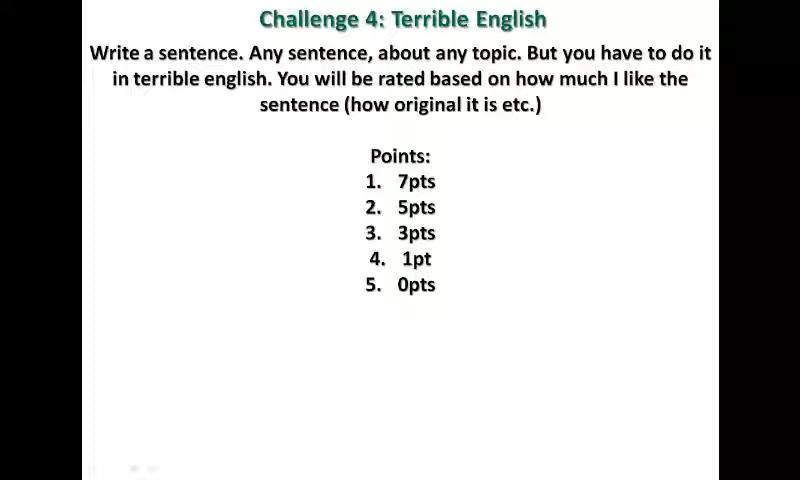 Challenge 4: Terrible English
Write a sentence. Any sentence, about any topic. But you have to do it
in terrible english. You will be rated based on how much I like the
sentence (how original it is etc.)
Points:
1. 7pts
2. 5pts
3. 3pts
4. 1pt
5. 0pts